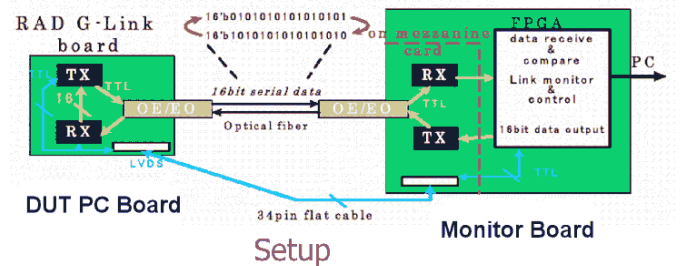 RAD G-Link
board
16'b0101010101010101
16'b1010101010101010
on mezzanine
card
FPGA
data receive
&
compare
Link monitor
&
control
16bit data output
PC
TTL
TX
TTL
16
RX
OE/EO
16bit serial data
Optical fiber
OE/EO
RX
TTL
TX
TTL
LVDS
34pin flat cable
DUT PC Board
Monitor Board
Setup